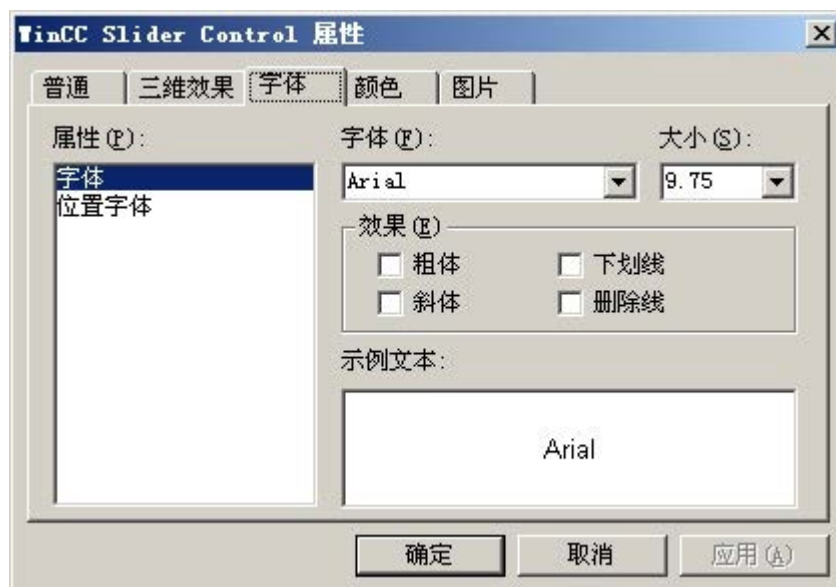 WinCC Slider Control 属性
普通 三维效果 字体 颜色 图片
属性(P):
字体
位置字体
字体(F):
Arial
大小(S):
9.75
效果(E)
粗体
下划线
斜体
删除线
示例文本:
Arial
确定 取消 应用(A)